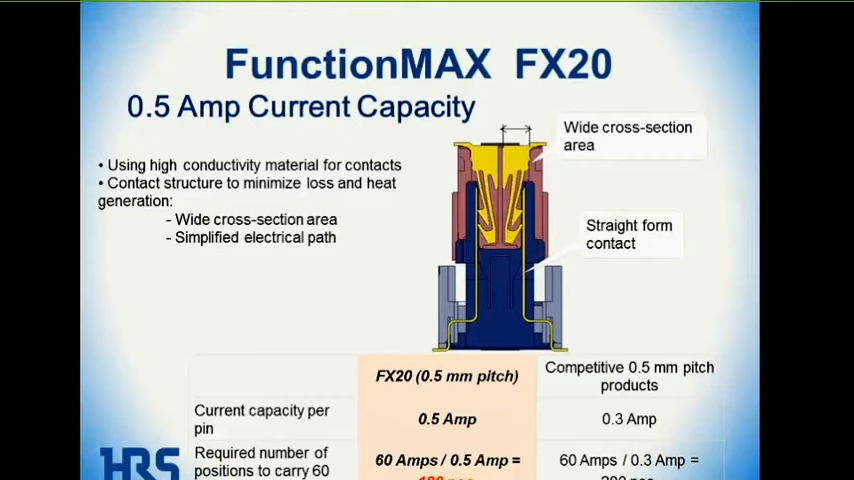 FunctionMAX FX20
0.5 Amp Current Capacity
Wide cross-section
area
• Using high conductivity material for contacts
• Contact structure to minimize loss and heat
generation:
- Wide cross-section area
- Simplified electrical path
Straight form
contact
FX20 (0.5 mm pitch)
Competitive 0.5 mm pitch
products
Current capacity per
pin
0.5 Amp
0.3 Amp
Required number of
positions to carry 60
60 Amps / 0.5 Amp =
60 Amps / 0.3 Amp =
HRS